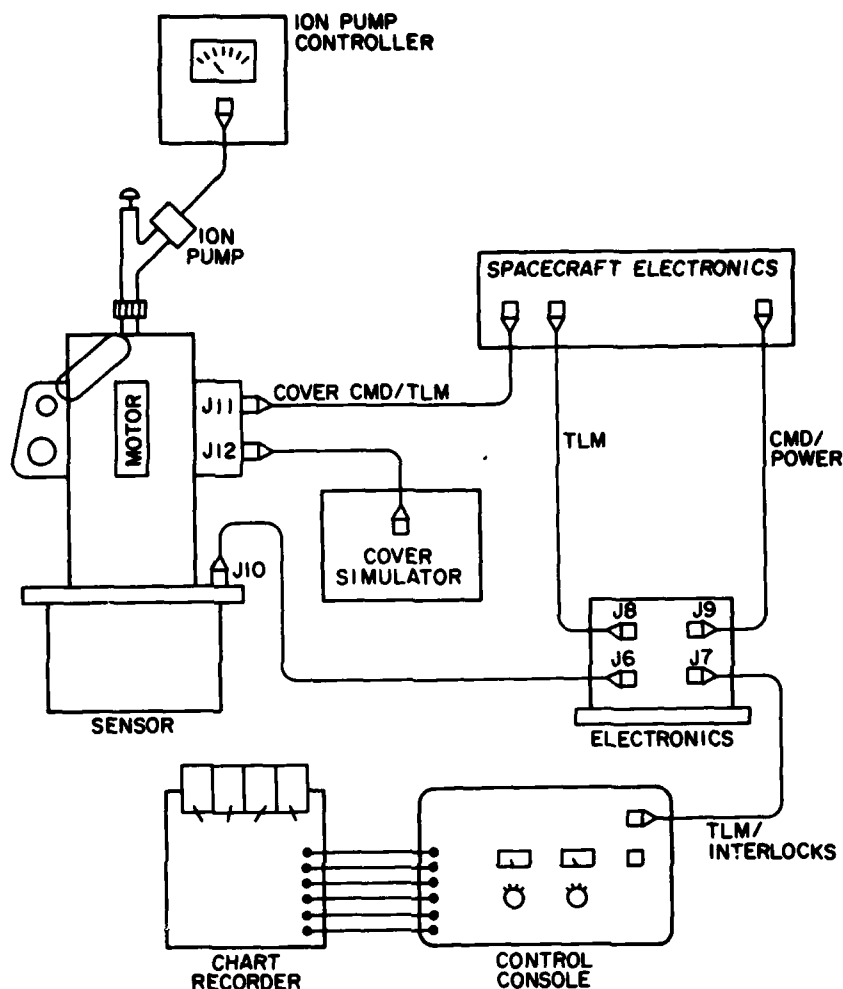 ION PUMP
CONTROLLER
ION
PUMP
SPACECRAFT ELECTRONICS
MOTOR
J11
COVER CMD/TLM
J12
TLM
CMD/
POWER
COVER
SIMULATOR
J10
J8
J9
J6
J7
SENSOR
ELECTRONICS
TLM/
INTERLOCKS
CHART
RECORDER
CONTROL
CONSOLE